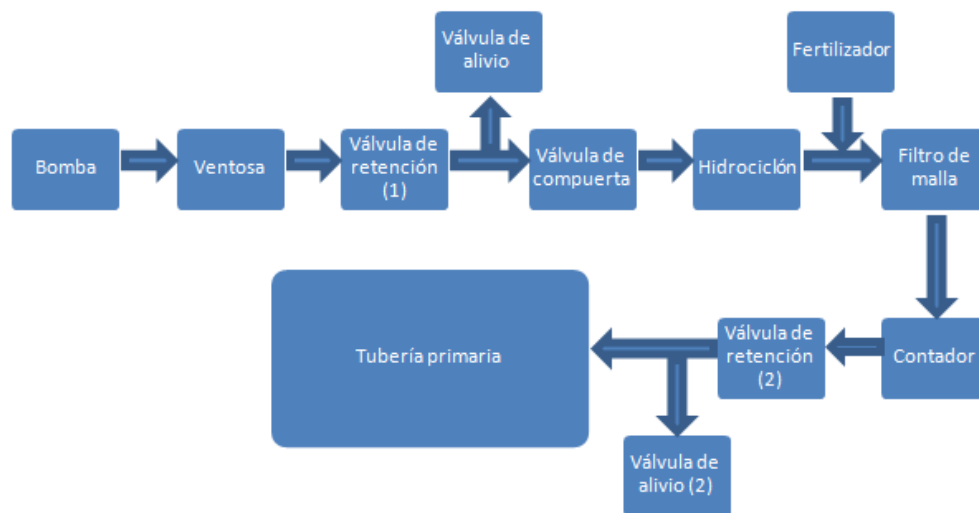 Válvula de
alivio
Fertilizador
Bomba
Ventosa
Válvula de
retención
(1)
Válvula de
compuerta
Hidrociclón
Filtro de
malla
Tubería primaria
Válvula de
retención
(2)
Contador
Válvula de
alivio (2)